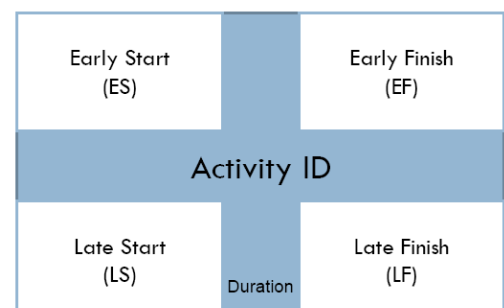 Early Start
(ES)
Early Finish
(EF)
Activity ID
Late Start
(LS)
Duration
Late Finish
(LF)